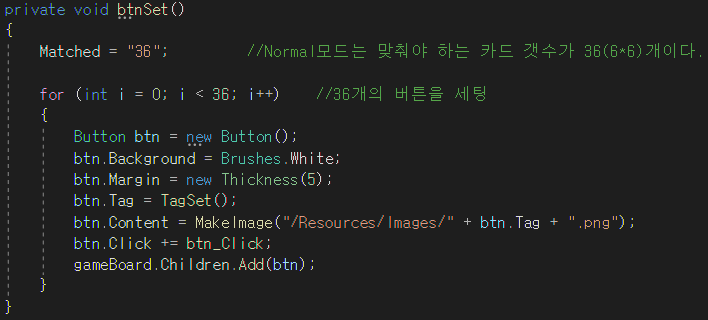 private void btnSet()
{
Matched = "36"; //Normal모드는 맞춰야 하는 카드 갯수가 36(6*6)개이다.
for (int i = 0; i < 36; i++) //36개의 버튼을 세팅
{
Button btn = new Button();
btn.Background = Brushes.White;
btn.Margin = new Thickness(5);
btn.Tag = TagSet();
btn.Content = MakeImage("/Resources/Images/" + btn.Tag + ".png");
btn.Click += btn_Click;
gameBoard.Children.Add(btn);
}
}